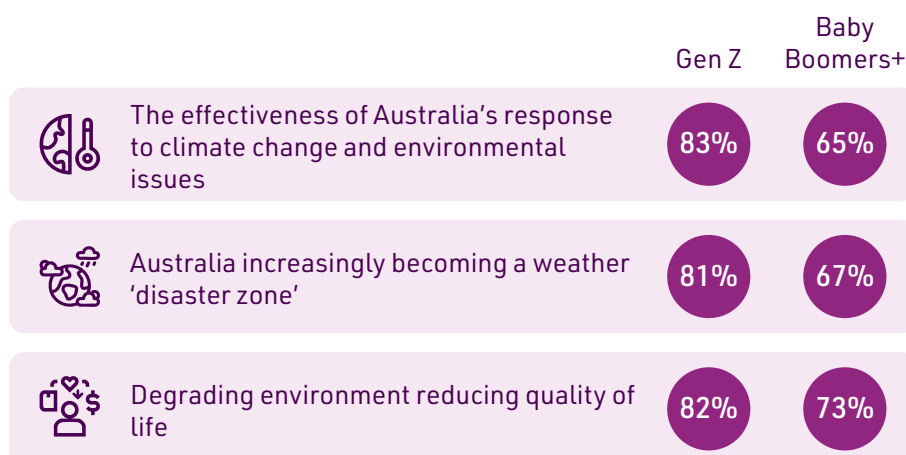 Gen Z
Baby
Boomers+
The effectiveness of Australia's response
to climate change and environmental
issues
83%
65%
Australia increasingly becoming a weather
'disaster zone'
81%
67%
Degrading environment reducing quality of
life
82%
73%